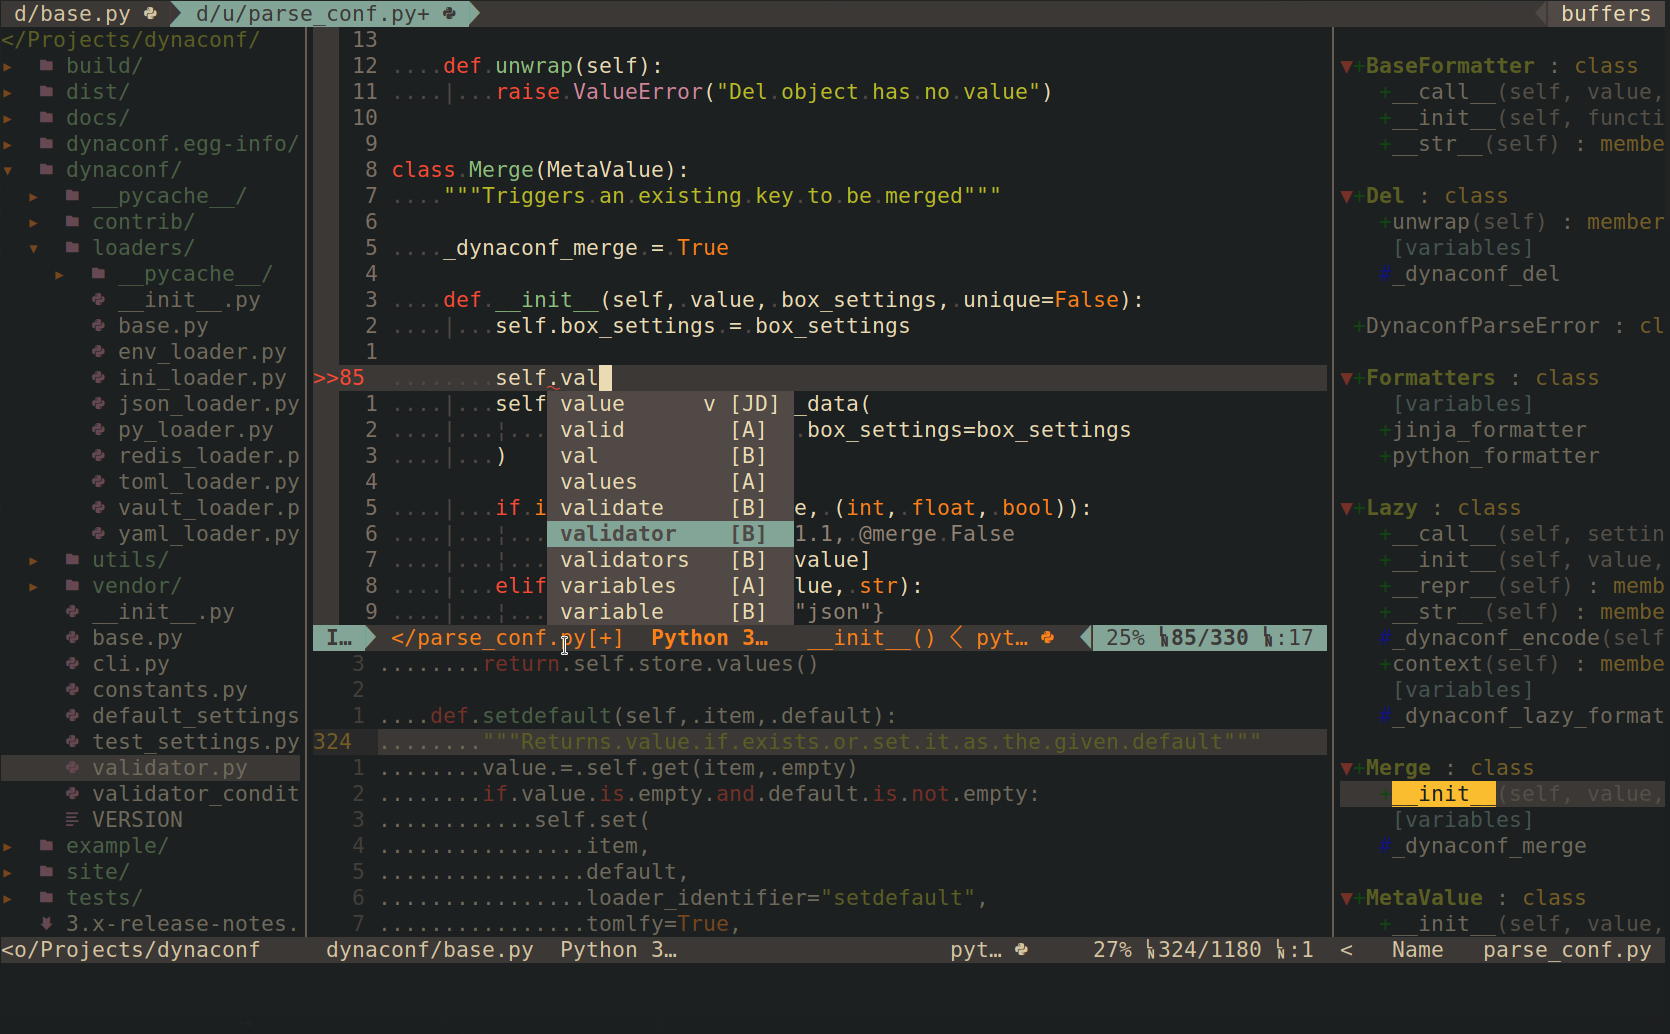 d/base.py d/u/parse_conf.py+ buffers
</Projects/dynaconf/
▸ build/
▸ dist/
▸ docs/
▸ dynaconf.egg-info/
▾ dynaconf/
▸ __pycache__/
▸ contrib/
▾ loaders/
▸ __pycache__/
__init__.py
base.py
env_loader.py
ini_loader.py
json_loader.py
py_loader.py
redis_loader.p
toml_loader.py
vault_loader.p
yaml_loader.py
▸ utils/
▸ vendor/
__init__.py
base.py
cli.py
constants.py
default_settings
test_settings.py
validator.py
validator_condit
VERSION
▸ example/
▸ site/
▸ tests/
3.x-release-notes.
<o/Projects/dynaconf
13
12 ....def.unwrap(self):
11 ....|...raise.ValueError("Del.object.has.no.value")
10
9
8 class.Merge(MetaValue):
7 ...."""Triggers.an.existing.key.to.be.merged"""
6
5 ...._dynaconf_merge.=.True
4
3 ....def.__init__(self,.value,.box_settings,.unique=False):
2 ....|...self.box_settings.=.box_settings
1
>>85 ........self.val
1 ....|...self _data(
2 ....|...¦... .box_settings=box_settings
3 ....|...)
4
5 ....|...if.i e,.(int,.float,.bool)):
6 ....|...¦... 1.1,.@merge.False
7 ....|...¦... value]
8 ....|...elif lue,.str):
9 ....|...¦... "json"}
value v [JD]
valid [A]
val [B]
values [A]
validate [B]
validator [B]
validators [B]
variables [A]
variable [B]
I… </parse_conf.py[+] Python 3… __init__() < pyt… 25% 85/330 :17
3 ........return.self.store.values()
2
1 ....def.setdefault(self,.item,.default):
324 ........"""Returns.value.if.exists.or.set.it.as.the.given.default"""
1 ........value.=.self.get(item,.empty)
2 ........if.value.is.empty.and.default.is.not.empty:
3 ............self.set(
4 ................item,
5 ................default,
6 ................loader_identifier="setdefault",
7 ................tomlfy=True,
dynaconf/base.py Python 3… pyt… 27% 324/1180 :1
▼+BaseFormatter : class
+__call__(self, value,
+__init__(self, functi
+__str__(self) : membe
▼+Del : class
+unwrap(self) : member
[variables]
#_dynaconf_del
+DynaconfParseError : cl
▼+Formatters : class
[variables]
+jinja_formatter
+python_formatter
▼+Lazy : class
+__call__(self, settin
+__init__(self, value,
+__repr__(self) : memb
+__str__(self) : membe
#_dynaconf_encode(self
+context(self) : membe
[variables]
#_dynaconf_lazy_format
▼+Merge : class
+__init__(self, value,
[variables]
#_dynaconf_merge
▼+MetaValue : class
+__init__(self, value,
< Name parse_conf.py